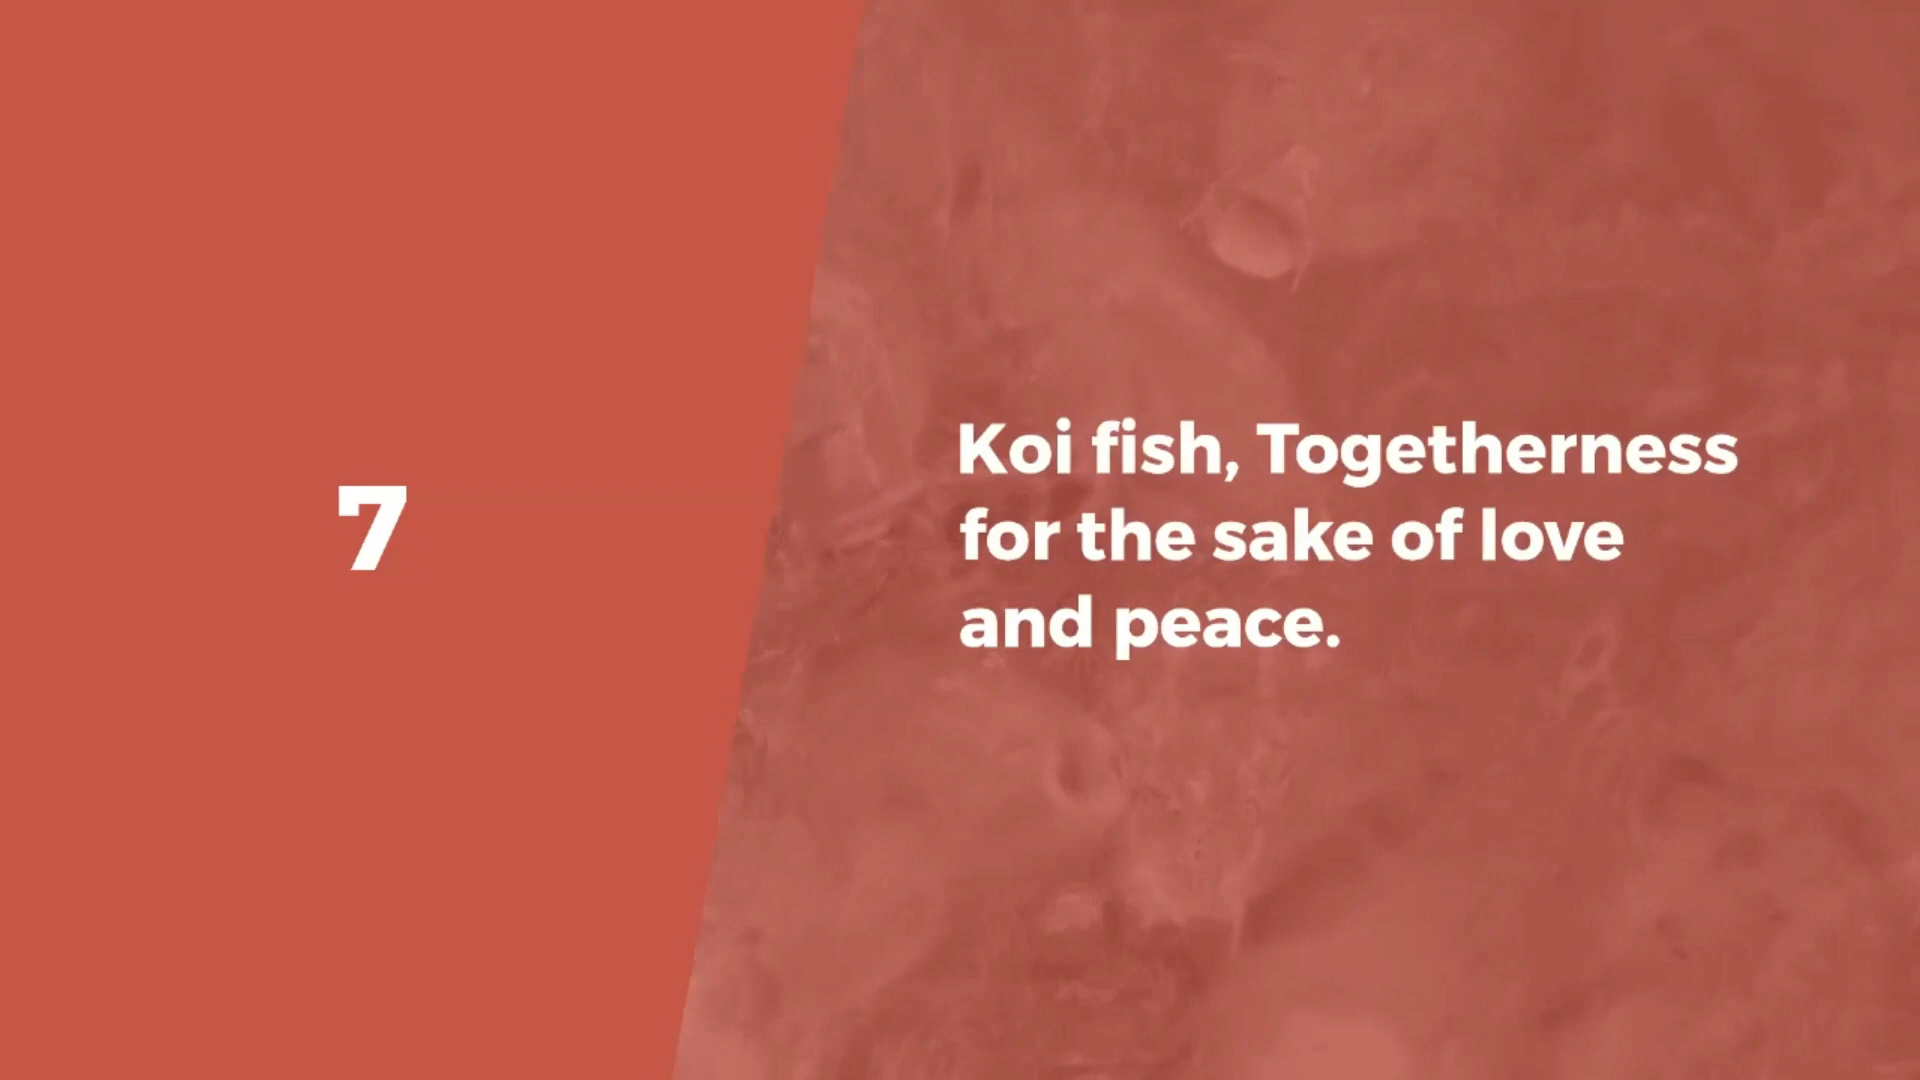 7
Koi fish, Togetherness
for the sake of love
and peace.